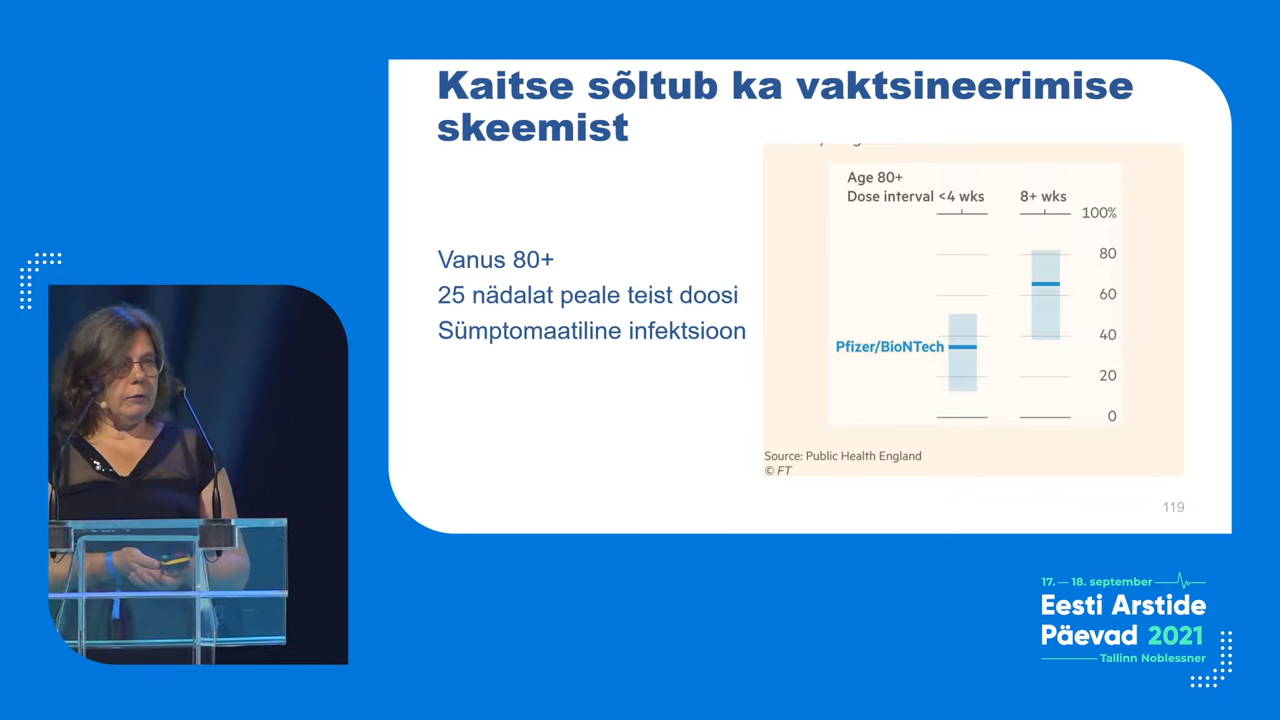 Kaitse sõltub ka vaktsineerimise
skeemist
Vanus 80+
25 nädalat peale teist doosi
Sümptomaatiline infektsioon
Age 80+
Dose interval <4 wks 8+ wks
100%
80
60
40
Pfizer/BioNTech
20
0
Source: Public Health England
© FT
119
17. — 18. september
Eesti Arstide
Päevad 2021
Tallinn Noblessner